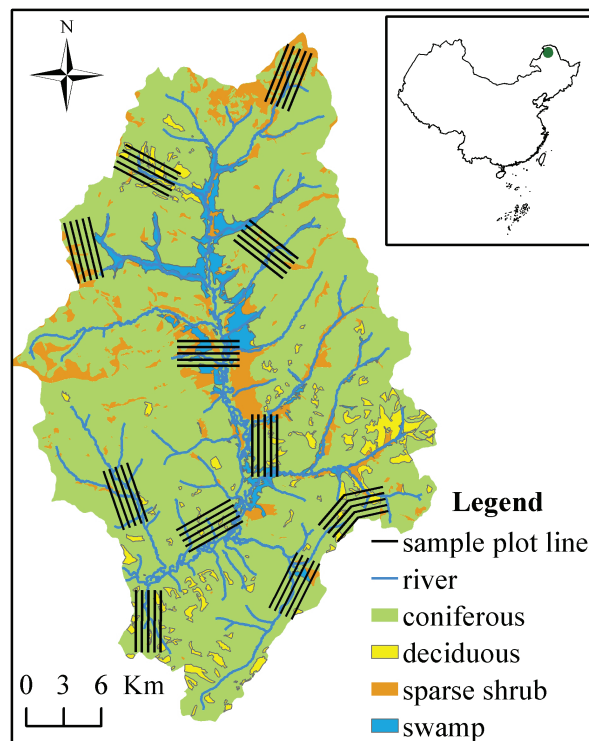 N
Legend
sample plot line
river
coniferous
deciduous
sparse shrub
swamp
0 3 6 Km